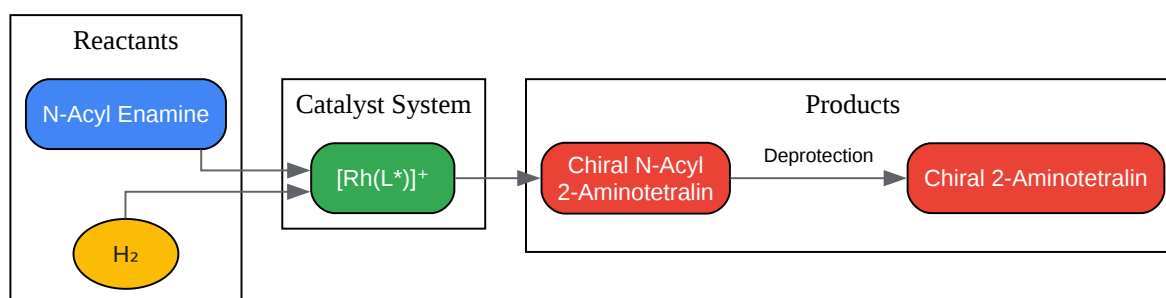 Reactants
N-Acyl Enamine
H₂
Catalyst System
[Rh(L*)]⁺
Products
Chiral N-Acyl
2-Aminotetralin
Deprotection
Chiral 2-Aminotetralin